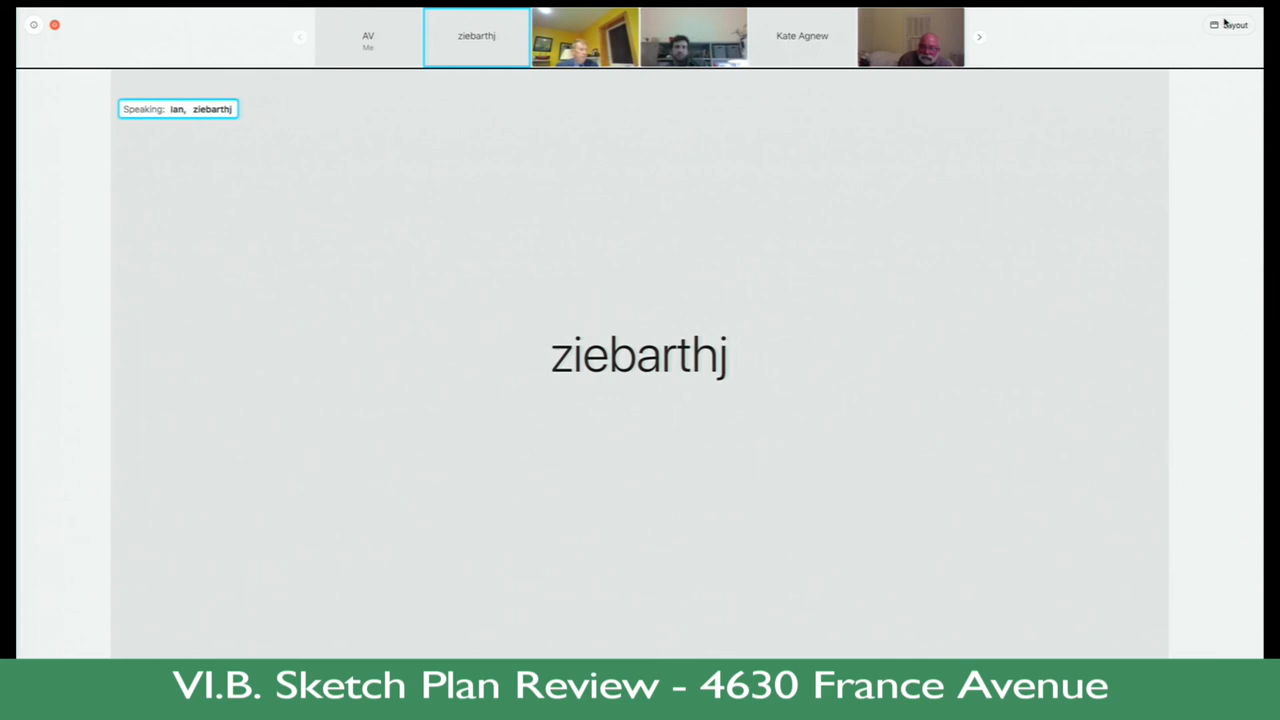 AV
Me
ziebarthj
Kate Agnew
Layout
Speaking: Ian, ziebarthj
ziebarthj
VI.B. Sketch Plan Review - 4630 France Avenue